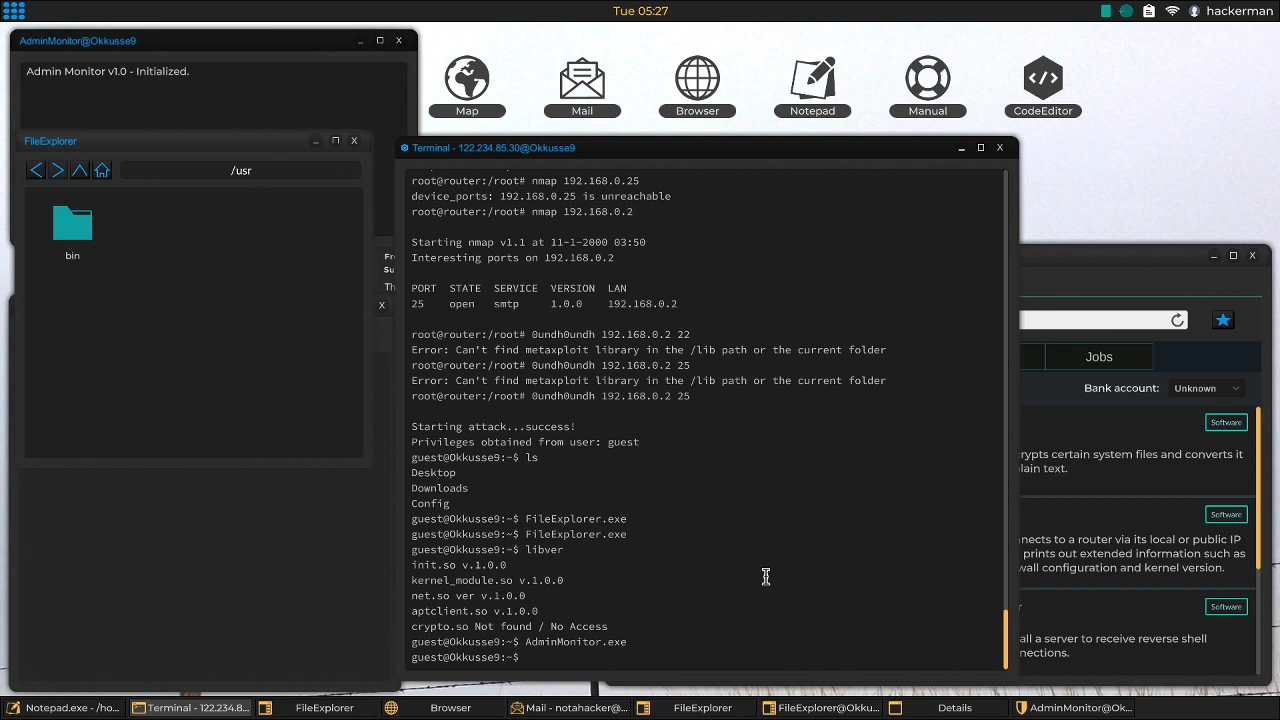 Tue 05:27
hackerman
AdminMonitor@Okkusse9
Admin Monitor v1.0 - Initialized.
Map
Mail
Browser
Notepad
Manual
CodeEditor
FileExplorer
/usr
bin
Terminal - 122.234.85.30@Okkusse9
root@router:/root# nmap 192.168.0.25
device_ports: 192.168.0.25 is unreachable
root@router:/root# nmap 192.168.0.2
Starting nmap v1.1 at 11-1-2000 03:50
Interesting ports on 192.168.0.2
PORT STATE SERVICE VERSION LAN
25 open smtp 1.0.0 192.168.0.2
root@router:/root# 0undh0undh 192.168.0.2 22
Error: Can't find metaxploit library in the /lib path or the current folder
root@router:/root# 0undh0undh 192.168.0.2 25
Error: Can't find metaxploit library in the /lib path or the current folder
root@router:/root# 0undh0undh 192.168.0.2 25
Starting attack...success!
Privileges obtained from user: guest
guest@Okkusse9:~$ ls
Desktop
Downloads
Config
guest@Okkusse9:~$ FileExplorer.exe
guest@Okkusse9:~$ FileExplorer.exe
guest@Okkusse9:~$ libver
init.so v.1.0.0
kernel_module.so v.1.0.0
net.so ver v.1.0.0
aptclient.so v.1.0.0
crypto.so Not found / No Access
guest@Okkusse9:~$ AdminMonitor.exe
guest@Okkusse9:~$
Jobs
Bank account: Unknown
Software
crypts certain system files and converts it
lain text.
Software
nnects to a router via its local or public IP
prints out extended information such as
wall configuration and kernel version.
Software
all a server to receive reverse shell
nnections.
Notepad.exe - /ho...
Terminal - 122.234.8...
FileExplorer
Browser
Mail - notahacker@...
FileExplorer
FileExplorer@Okku...
Details
AdminMonitor@Ok...